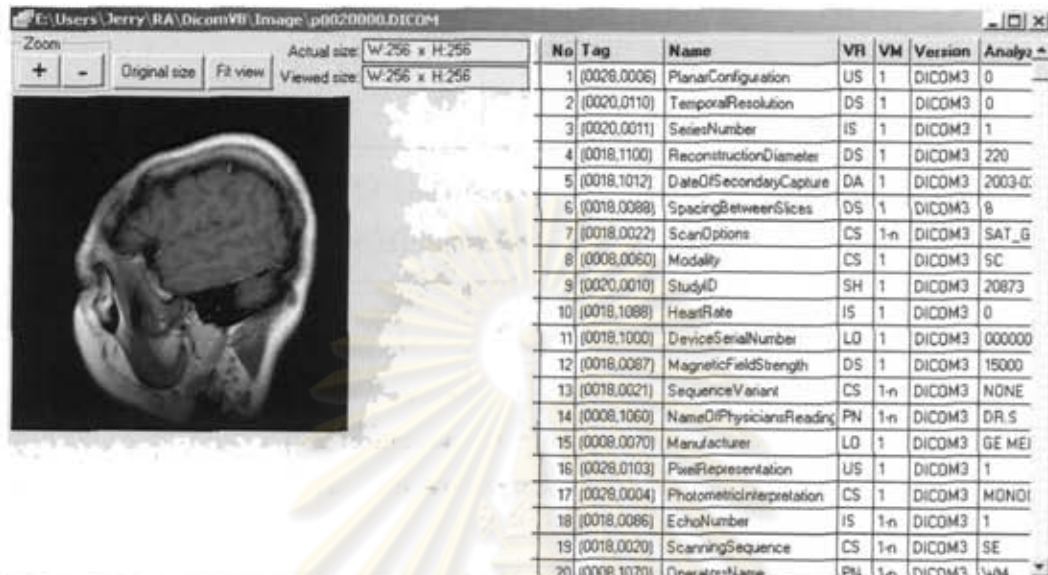 E:\Users\Jerry\RA\DicomVB\Image\p0020000.DICOM
Zoom
+ - Original size Fit view
Actual size: W:256 x H:256
Viewed size: W:256 x H:256
No Tag Name VR VM Version Analyz
1 (0028,0006) PlanarConfiguration US 1 DICOM3 0
2 (0020,0110) TemporalResolution DS 1 DICOM3 0
3 (0020,0011) SeriesNumber IS 1 DICOM3 1
4 (0018,1100) ReconstructionDiameter DS 1 DICOM3 220
5 (0018,1012) DateOfSecondaryCapture DA 1 DICOM3 2003-0
6 (0018,0088) SpacingBetweenSlices DS 1 DICOM3 8
7 (0018,0022) ScanOptions CS 1-n DICOM3 SAT_G
8 (0008,0060) Modality CS 1 DICOM3 SC
9 (0020,0010) StudyID SH 1 DICOM3 20873
10 (0018,1088) HeartRate IS 1 DICOM3 0
11 (0018,1000) DeviceSerialNumber LO 1 DICOM3 000000
12 (0018,0087) MagneticFieldStrength DS 1 DICOM3 15000
13 (0018,0021) SequenceVariant CS 1-n DICOM3 NONE
14 (0008,1060) NameOfPhysiciansReading PN 1-n DICOM3 DR.S
15 (0008,0070) Manufacturer LO 1 DICOM3 GE MEI
16 (0028,0103) PixelRepresentation US 1 DICOM3 1
17 (0028,0004) PhotometricInterpretation CS 1 DICOM3 MONO
18 (0018,0086) EchoNumber IS 1-n DICOM3 1
19 (0018,0020) ScanningSequence CS 1-n DICOM3 SE
20 (0008,1070) OperatorsName PN 1-n DICOM3